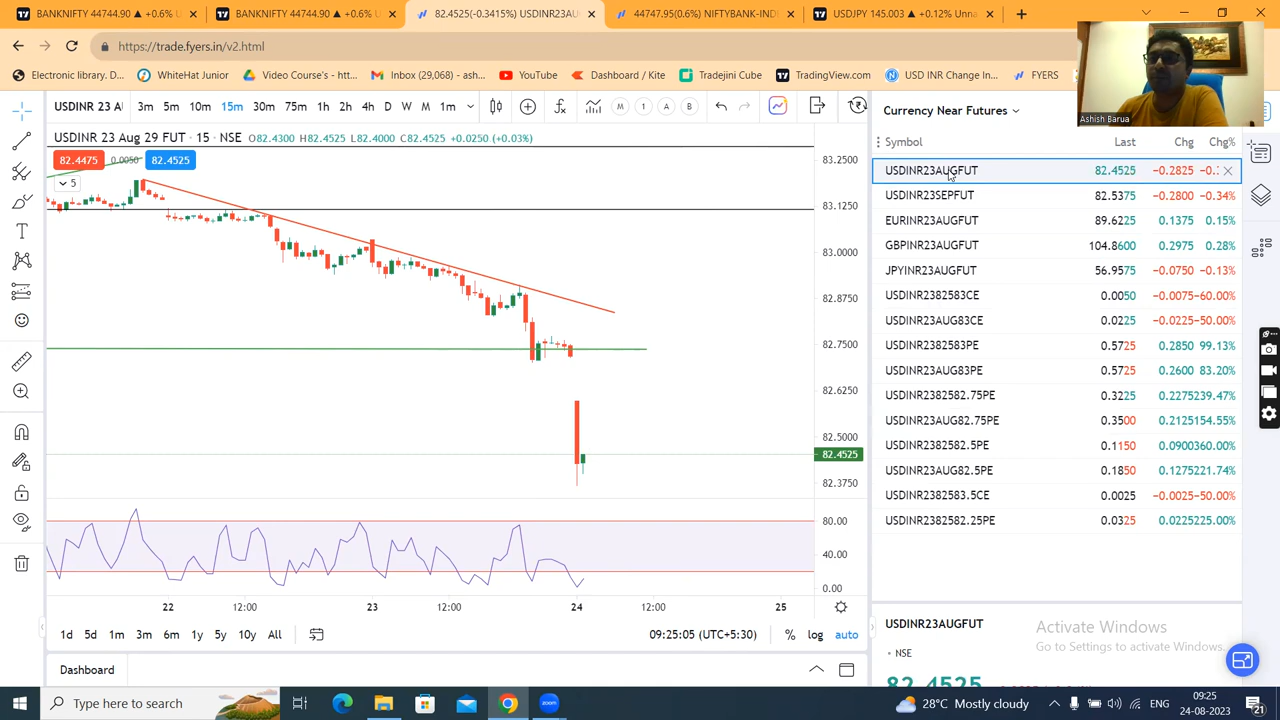 BANKNIFTY 44744.90 ▲ +0.6% U
BANKNIFTY 44744.90 ▲ +0.6% U
82.4525(-0.3415%) USDINR23AU
44747.95(0.6%) NIFTYBANK-IND
USDJPY 145.003 ▲ +0.12% Unna
https://trade.fyers.in/v2.html
Electronic library. D...
WhiteHat Junior
Video Course's - htt...
Inbox (29,068) - ash...
YouTube
Dashboard / Kite
Tradejini Cube
TradingView.com
USD INR Change In...
FYERS
Ashish Barua
USDINR 23 A
3m 5m 10m 15m 30m 75m 1h 2h 4h D W M 1m
M 1 A B
USDINR 23 Aug 29 FUT · 15 · NSE O82.4300 H82.4525 L82.4000 C82.4525 +0.0250 (+0.03%)
82.4475 0.0050 82.4525
5
83.2500
83.1250
83.0000
82.8750
82.7500
82.6250
82.5000
82.4525
82.3750
80.00
40.00
0.00
22 12:00 23 12:00 24 12:00 25
1d 5d 1m 3m 6m 1y 5y 10y All
09:25:05 (UTC+5:30) % log auto
Dashboard
Currency Near Futures
Symbol Last Chg Chg%
USDINR23AUGFUT 82.4525 −0.2825 −0.:
USDINR23SEPFUT 82.5375 −0.2800 −0.34%
EURINR23AUGFUT 89.6225 0.1375 0.15%
GBPINR23AUGFUT 104.8600 0.2975 0.28%
JPYINR23AUGFUT 56.9575 −0.0750 −0.13%
USDINR2382583CE 0.0050 −0.0075 −60.00%
USDINR23AUG83CE 0.0225 −0.0225 −50.00%
USDINR2382583PE 0.5725 0.2850 99.13%
USDINR23AUG83PE 0.5725 0.2600 83.20%
USDINR2382582.75PE 0.3225 0.2275 239.47%
USDINR23AUG82.75PE 0.3500 0.2125 154.55%
USDINR2382582.5PE 0.1150 0.0900 360.00%
USDINR23AUG82.5PE 0.1850 0.1275 221.74%
USDINR2382583.5CE 0.0025 −0.0025 −50.00%
USDINR2382582.25PE 0.0325 0.0225 225.00%
USDINR23AUGFUT
NSE
82.4525
Activate Windows
Go to Settings to activate Windows.
Type here to search
zoom
28°C Mostly cloudy
ENG
09:25
24-08-2023
21